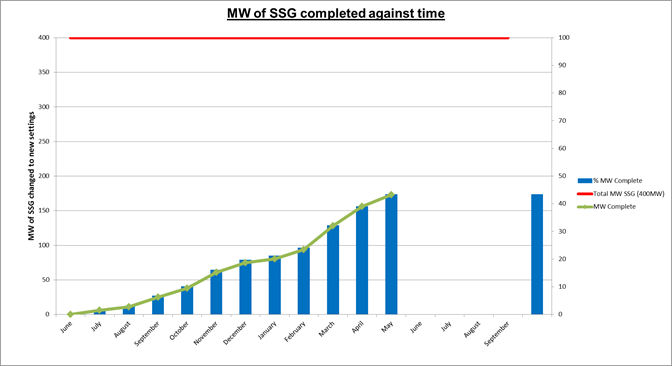 MW of SSG completed against time
MW of SSG changed to new settings
400
350
300
250
200
150
100
50
0
100
90
80
70
60
50
40
30
20
10
0
% MW Complete
Total MW SSG (400MW)
MW Complete
June
July
August
September
October
November
December
January
February
March
April
May
June
July
August
September